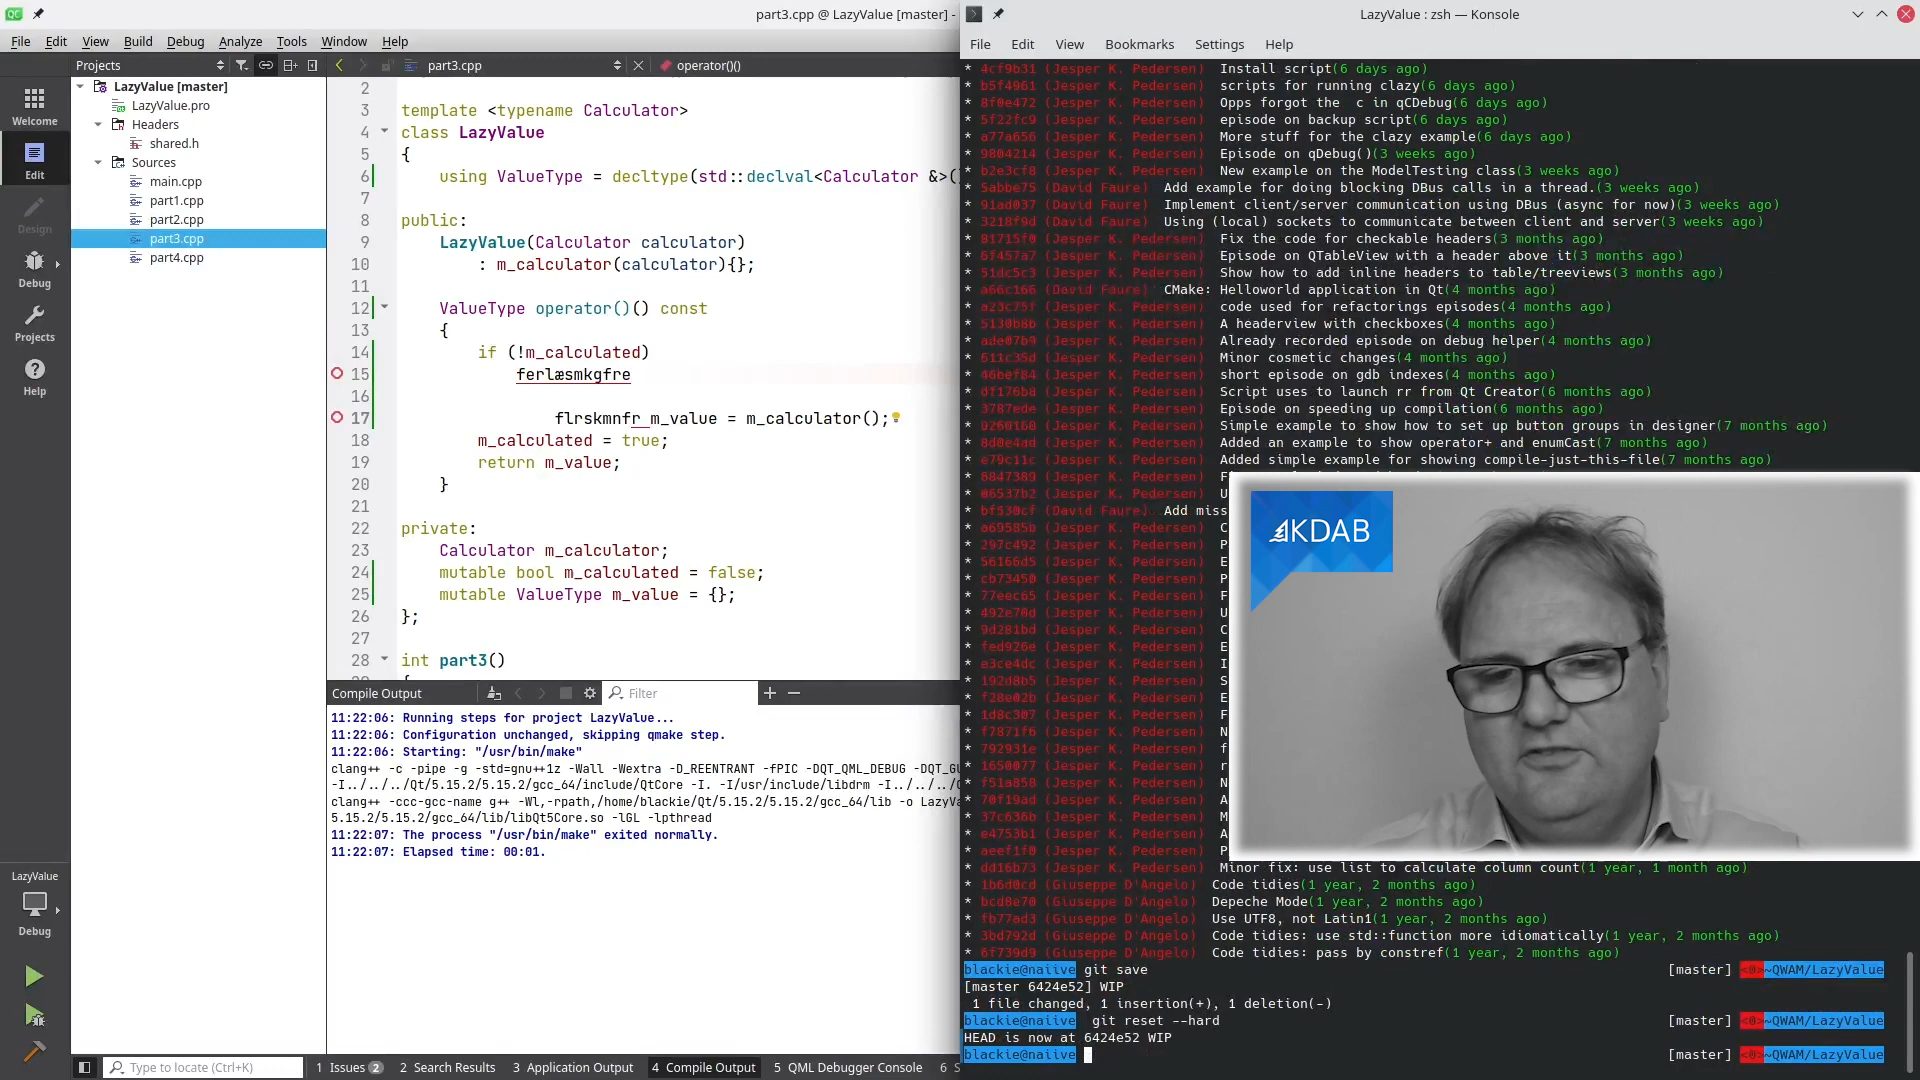 part3.cpp @ LazyValue [master] -
File Edit View Build Debug Analyze Tools Window Help
Projects
part3.cpp
operator()()
Welcome
Edit
Design
Debug
Projects
Help
LazyValue
Debug
LazyValue [master]
LazyValue.pro
Headers
shared.h
Sources
main.cpp
part1.cpp
part2.cpp
part3.cpp
part4.cpp
2
3 template <typename Calculator>
4 class LazyValue
5 {
6 using ValueType = decltype(std::declval<Calculator &>()
7
8 public:
9 LazyValue(Calculator calculator)
10 : m_calculator(calculator){};
11
12 ValueType operator()() const
13 {
14 if (!m_calculated)
15 ferlæsmkgfre
16
17 flrskmnfr m_value = m_calculator();
18 m_calculated = true;
19 return m_value;
20 }
21
22 private:
23 Calculator m_calculator;
24 mutable bool m_calculated = false;
25 mutable ValueType m_value = {};
26 };
27
28 int part3()
Compile Output
Filter
11:22:06: Running steps for project LazyValue...
11:22:06: Configuration unchanged, skipping qmake step.
11:22:06: Starting: "/usr/bin/make"
clang++ -c -pipe -g -std=gnu++1z -Wall -Wextra -D_REENTRANT -fPIC -DQT_QML_DEBUG
-I../../../Qt/5.15.2/5.15.2/gcc_64/include/QtCore -I. -I/usr/include/libdrm
clang++ -ccc-gcc-name g++ -Wl,-rpath,/home/blackie/Qt/5.15.2/5.15.2/gcc_64/lib -o
5.15.2/5.15.2/gcc_64/lib/libQt5Core.so -lGL -lpthread
11:22:07: The process "/usr/bin/make" exited normally.
11:22:07: Elapsed time: 00:01.
Type to locate (Ctrl+K)
1 Issues 2
2 Search Results
3 Application Output
4 Compile Output
5 QML Debugger Console
6
LazyValue : zsh — Konsole
File Edit View Bookmarks Settings Help
* 4cf9b31 (Jesper K. Pedersen) Install script(6 days ago)
* b5f4961 (Jesper K. Pedersen) scripts for running clazy(6 days ago)
* 8f0e472 (Jesper K. Pedersen) Opps forgot the c in qCDebug(6 days ago)
* 5f22fc9 (Jesper K. Pedersen) episode on backup script(6 days ago)
* a77a656 (Jesper K. Pedersen) More stuff for the clazy example(6 days ago)
* 9804214 (Jesper K. Pedersen) Episode on qDebug()(3 weeks ago)
* b2e3cf8 (Jesper K. Pedersen) New example on the ModelTesting class(3 weeks ago)
* 5abbe75 (David Faure) Add example for doing blocking DBus calls in a thread.(3 weeks ago)
* 91ad037 (David Faure) Implement client/server communication using DBus (async for now)(3 weeks ago)
* 3218f9d (David Faure) Using (local) sockets to communicate between client and server(3 weeks ago)
* 81715f0 (Jesper K. Pedersen) Fix the code for checkable headers(3 months ago)
* 6f457a7 (Jesper K. Pedersen) Episode on QTableView with a header above it(3 months ago)
* 51dc5c3 (Jesper K. Pedersen) Show how to add inline headers to table/treeviews(3 months ago)
* a66c166 (David Faure) CMake: Helloworld application in Qt(4 months ago)
* a23c75f (Jesper K. Pedersen) code used for refactorings episodes(4 months ago)
* 5130b8b (Jesper K. Pedersen) A headerview with checkboxes(4 months ago)
* ade07b9 (Jesper K. Pedersen) Already recorded episode on debug helper(4 months ago)
* 611c35d (Jesper K. Pedersen) Minor cosmetic changes(4 months ago)
* 46bef84 (Jesper K. Pedersen) short episode on gdb indexes(4 months ago)
* df176b8 (Jesper K. Pedersen) Script uses to launch rr from Qt Creator(6 months ago)
* 3787ede (Jesper K. Pedersen) Episode on speeding up compilation(6 months ago)
* 0260168 (Jesper K. Pedersen) Simple example to show how to set up button groups in designer(7 months ago)
* 8d0e4ad (Jesper K. Pedersen) Added an example to show operator+ and enumCast(7 months ago)
* e79c11c (Jesper K. Pedersen) Added simple example for showing compile-just-this-file(7 months ago)
* 6847389 (Jesper K. Pedersen) F
* 06537b2 (Jesper K. Pedersen) U
* bf530cf (David Faure) Add miss
* a69585b (Jesper K. Pedersen) C
* 297c492 (Jesper K. Pedersen) P
* 56166d5 (Jesper K. Pedersen) E
* cb73450 (Jesper K. Pedersen) P
* 77eec65 (Jesper K. Pedersen) F
* 492e70d (Jesper K. Pedersen) U
* 9d281bd (Jesper K. Pedersen) C
* fed926e (Jesper K. Pedersen) E
* e3ce4dc (Jesper K. Pedersen) I
* 192d8b5 (Jesper K. Pedersen) S
* f28e02b (Jesper K. Pedersen) E
* 1d8c307 (Jesper K. Pedersen) F
* f7871f6 (Jesper K. Pedersen) N
* 792931e (Jesper K. Pedersen) f
* 1650077 (Jesper K. Pedersen) r
* f51a858 (Jesper K. Pedersen) N
* 70f19ad (Jesper K. Pedersen) A
* 37c636b (Jesper K. Pedersen) M
* e4753b1 (Jesper K. Pedersen) A
* aeef1f0 (Jesper K. Pedersen) P
* dd16b73 (Jesper K. Pedersen) Minor fix: use list to calculate column count(1 year, 1 month ago)
* 1b6d0cd (Giuseppe D'Angelo) Code tidies(1 year, 2 months ago)
* bcd8e70 (Giuseppe D'Angelo) Depeche Mode(1 year, 2 months ago)
* fb77ad3 (Giuseppe D'Angelo) Use UTF8, not Latin1(1 year, 2 months ago)
* 3bd792d (Giuseppe D'Angelo) Code tidies: use std::function more idiomatically(1 year, 2 months ago)
* 6f739d9 (Giuseppe D'Angelo) Code tidies: pass by constref(1 year, 2 months ago)
blackie@naiive git save [master] <0>~QWAM/LazyValue
[master 6424e52] WIP
1 file changed, 1 insertion(+), 1 deletion(-)
blackie@naiive git reset --hard [master] <0>~QWAM/LazyValue
HEAD is now at 6424e52 WIP
blackie@naiive [master] <0>~QWAM/LazyValue
KDAB